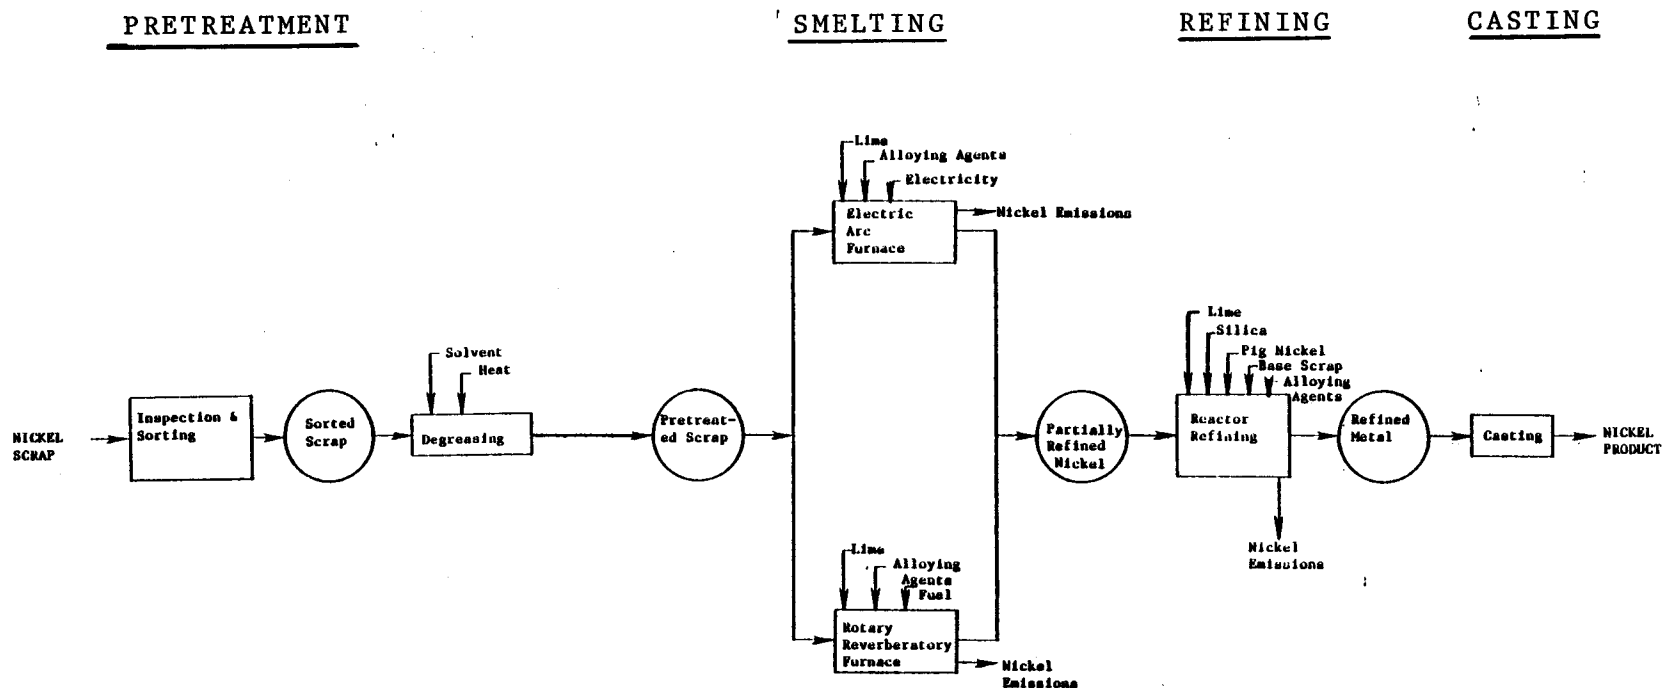 PRETREATMENT
SMELTING
REFINING
CASTING
Lime
Alloying Agents
Electricity
Electric
Arc
Furnace
Nickel Emissions
Solvent
Heat
NICKEL
SCRAP
Inspection &
Sorting
Sorted
Scrap
Degreasing
Pretreat-
ed Scrap
Lime
Alloying
Agents
Fuel
Rotary
Reverberatory
Furnace
Nickel
Emissions
Partially
Refined
Nickel
Lime
Silica
Pig Nickel
Base Scrap
Alloying
Agents
Reactor
Refining
Nickel
Emissions
Refined
Metal
Casting
NICKEL
PRODUCT